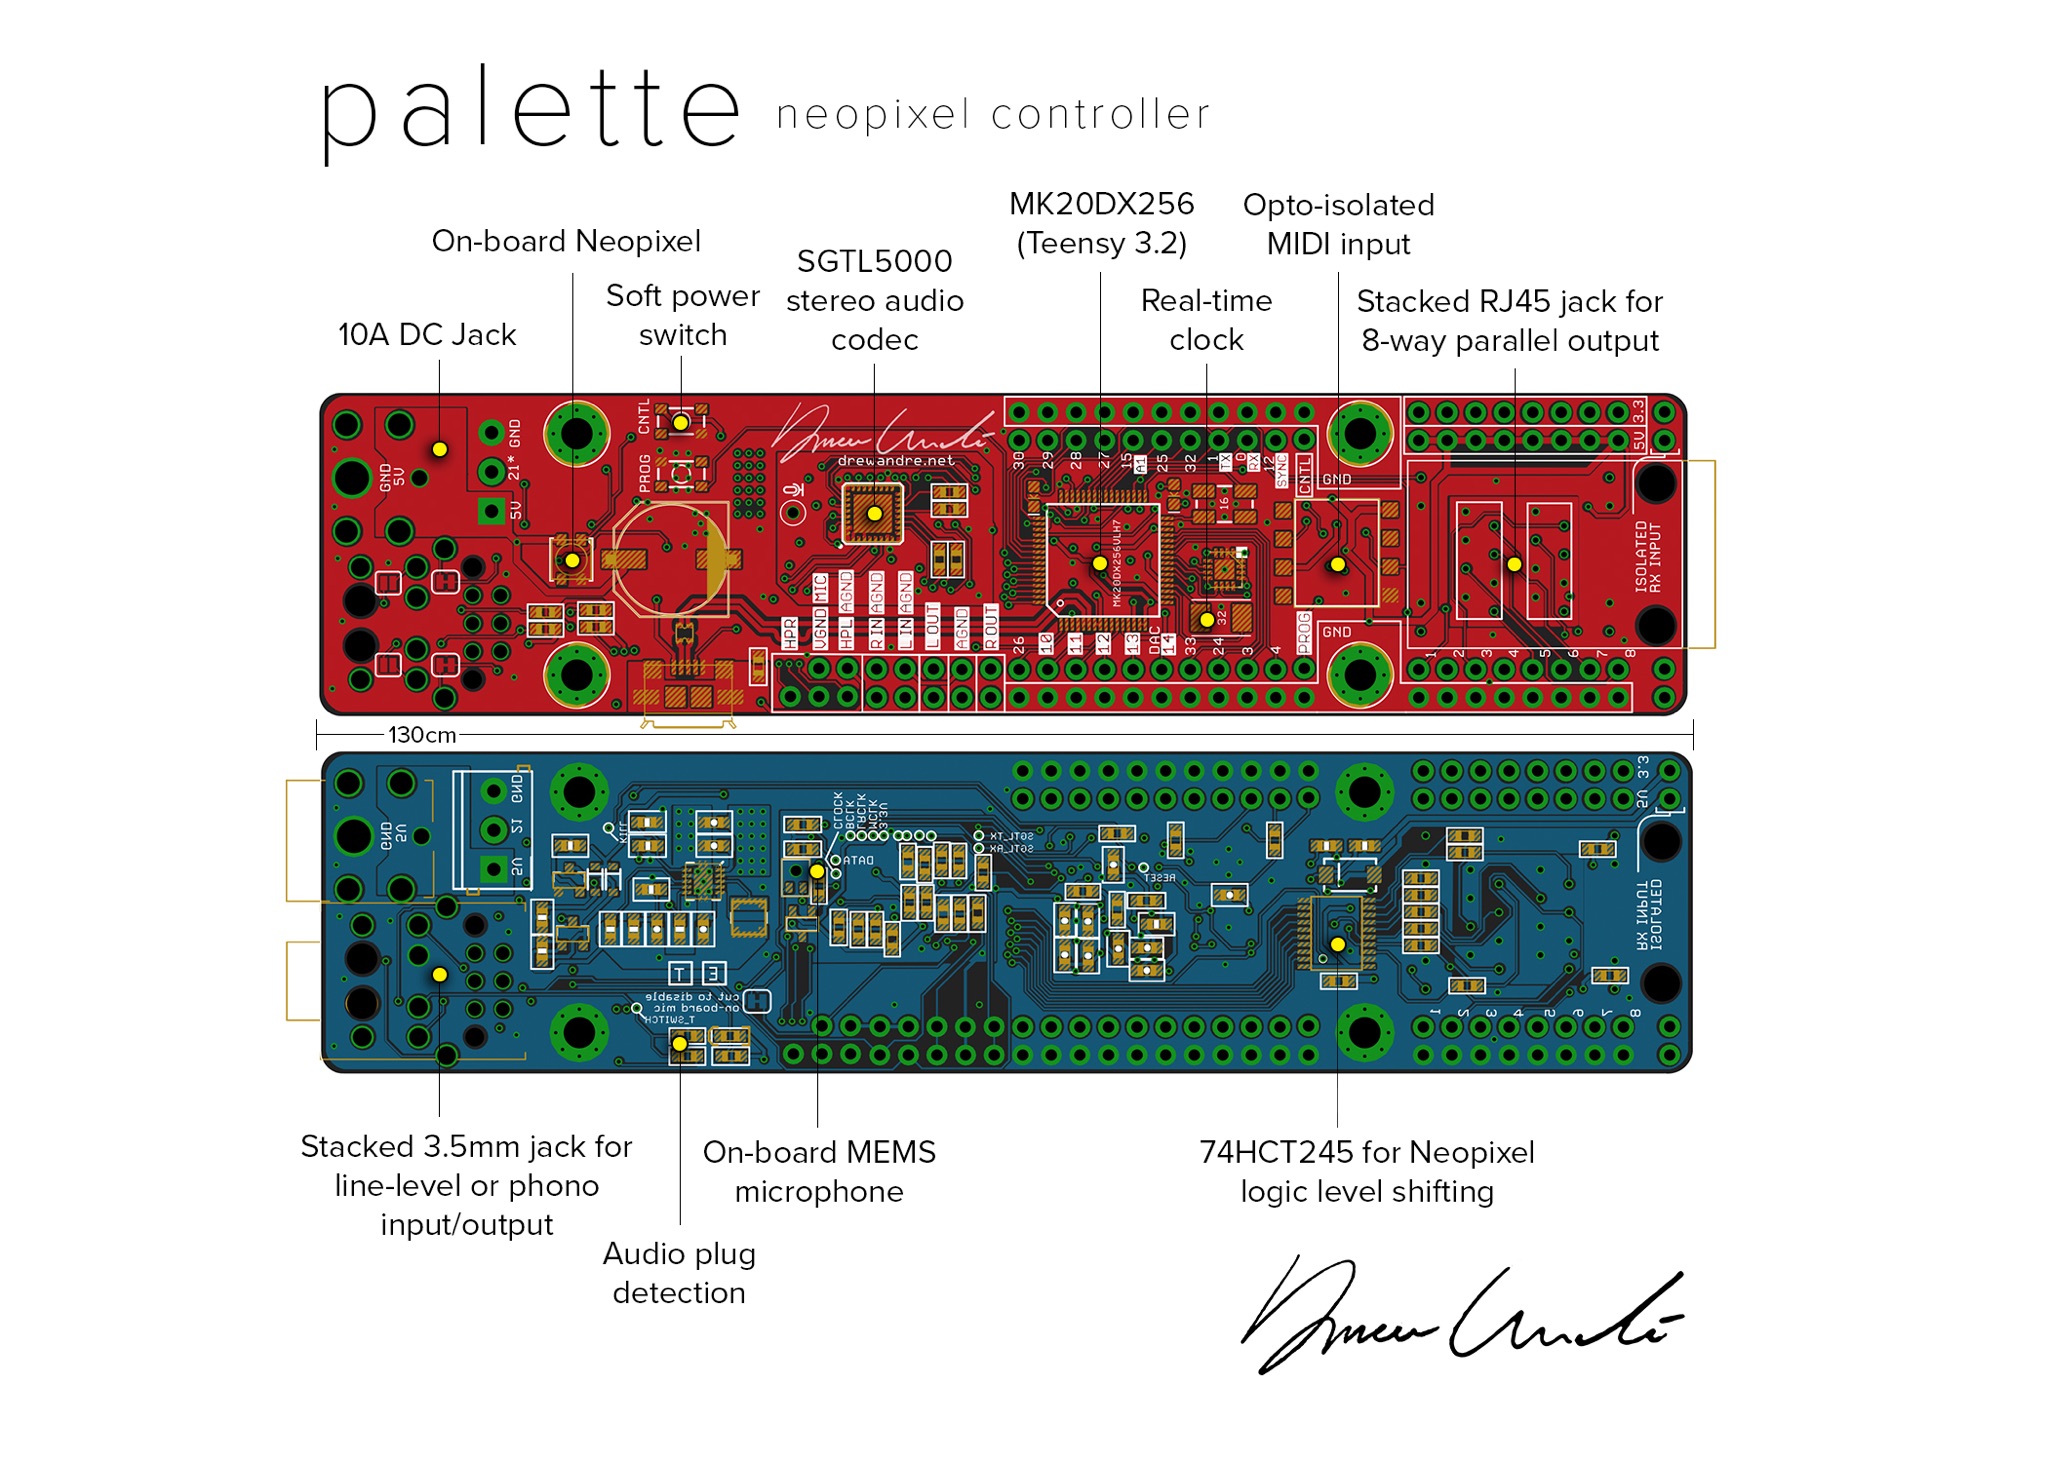 palette neopixel controller
MK20DX256
(Teensy 3.2)
Opto-isolated
MIDI input
On-board Neopixel
SGTL5000
stereo audio
codec
Soft power
switch
Real-time
clock
Stacked RJ45 jack for
8-way parallel output
10A DC Jack
CNTL
PROG
GND
21*
5V
GND
5V
drewandre.net
30 29 28 27 15 25 32 1 0 12
A1
TX
RX
SYNC
CNTL
GND
3.3
5V
16
MK20DX256VLH7
32
ISOLATED
RX INPUT
HPR
VGND MIC
HPL AGND
RIN AGND
LIN AGND
LOUT
AGND
ROUT
26 10 11 12 13 DAC 14 33 24 3 4
PROG
GND
1 2 3 4 5 6 7 8
130cm
GND
5V
GND
21
5V
KILL
CLOCK
BCLK
LRCLK
MCLK
3.3V
DATA
SGTL_TX
SGTL_RX
RESET
3.3
5V
ISOLATED
RX INPUT
T E
cut to disable
on-board mic
T_SWITCH
1 2 3 4 5 6 7 8
Stacked 3.5mm jack for
line-level or phono
input/output
On-board MEMS
microphone
74HCT245 for Neopixel
logic level shifting
Audio plug
detection